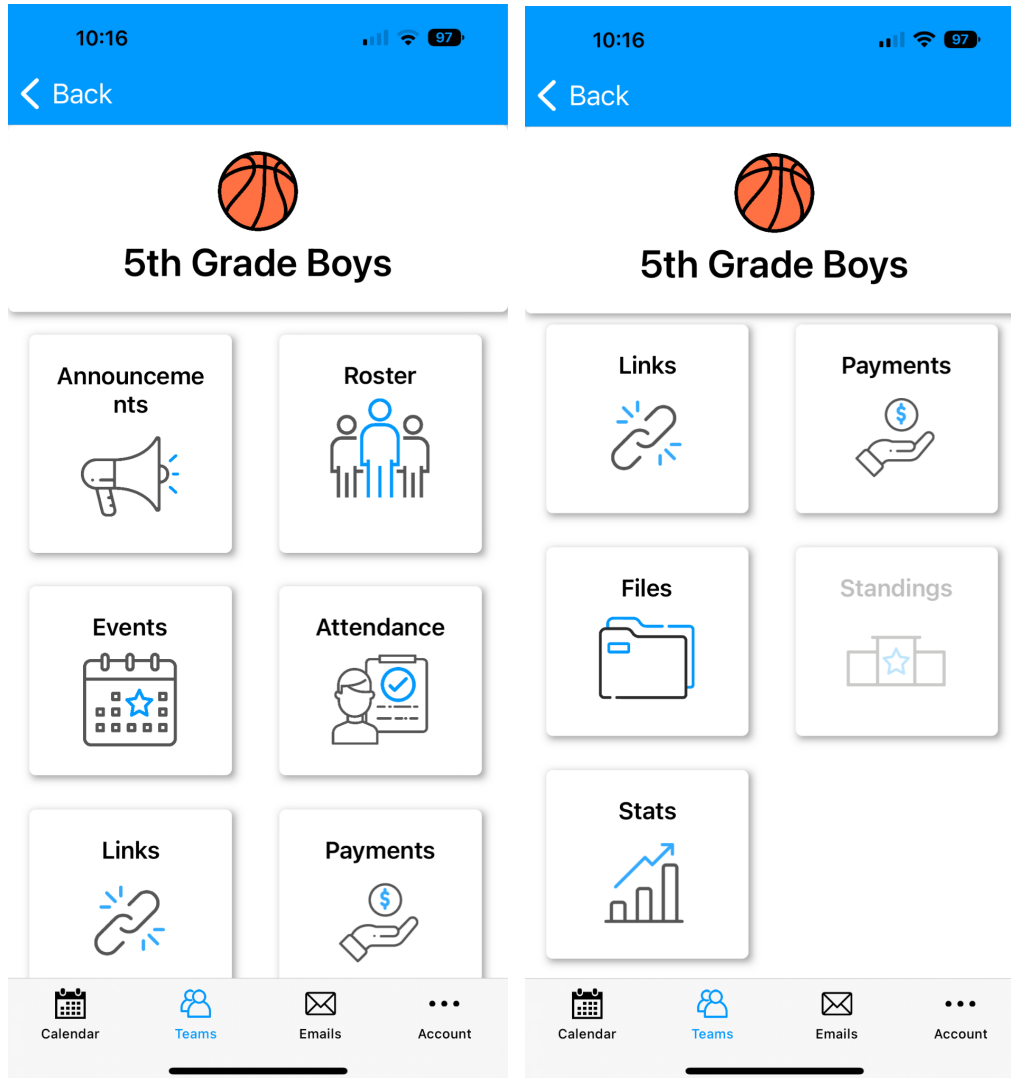 10:16
97
Back
5th Grade Boys
Announceme
nts
Roster
Events
Attendance
Links
Payments
$
Calendar
Teams
Emails
Account
10:16
97
Back
5th Grade Boys
Links
Payments
$
Files
Standings
Stats
Calendar
Teams
Emails
Account